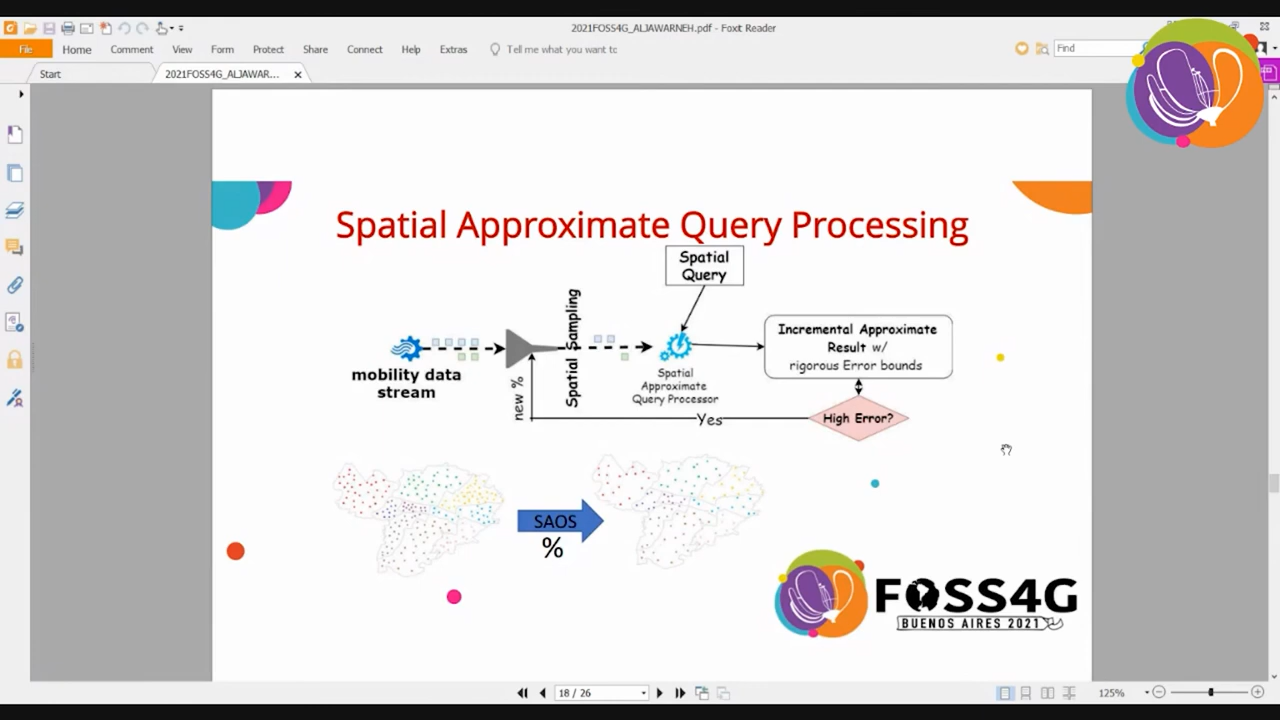 2021FOSS4G_ALJAWARNEH.pdf - Foxit Reader
File Home Comment View Form Protect Share Connect Help Extras Tell me what you want to Find
Start 2021FOSS4G_ALJAWAR...
Spatial Approximate Query Processing
Spatial
Query
Spatial Sampling
mobility data
stream
new %
Spatial
Approximate
Query Processor
Incremental Approximate
Result w/
rigorous Error bounds
High Error?
Yes
SAOS
%
FOSS4G
BUENOS AIRES 2021
18 / 26
125%